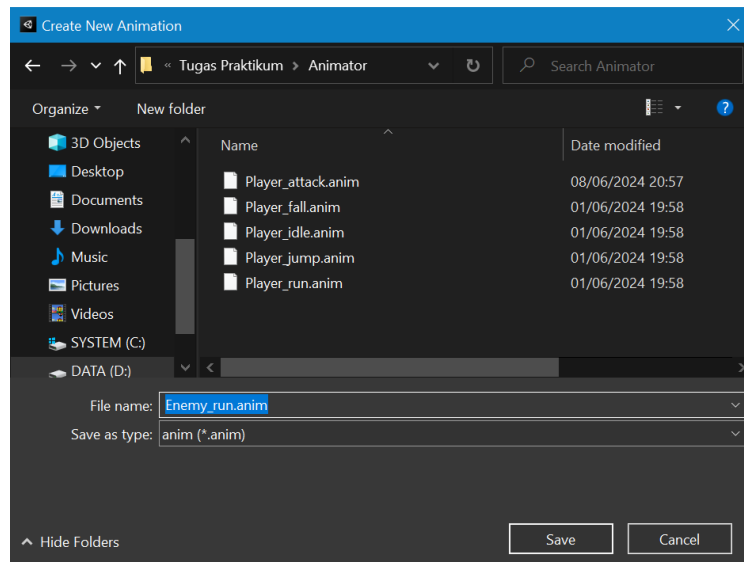 Create New Animation
« Tugas Praktikum > Animator
Search Animator
Organize
New folder
3D Objects
Desktop
Documents
Downloads
Music
Pictures
Videos
SYSTEM (C:)
DATA (D:)
Name Date modified
Player_attack.anim 08/06/2024 20:57
Player_fall.anim 01/06/2024 19:58
Player_idle.anim 01/06/2024 19:58
Player_jump.anim 01/06/2024 19:58
Player_run.anim 01/06/2024 19:58
File name: Enemy_run.anim
Save as type: anim (*.anim)
Hide Folders
Save
Cancel